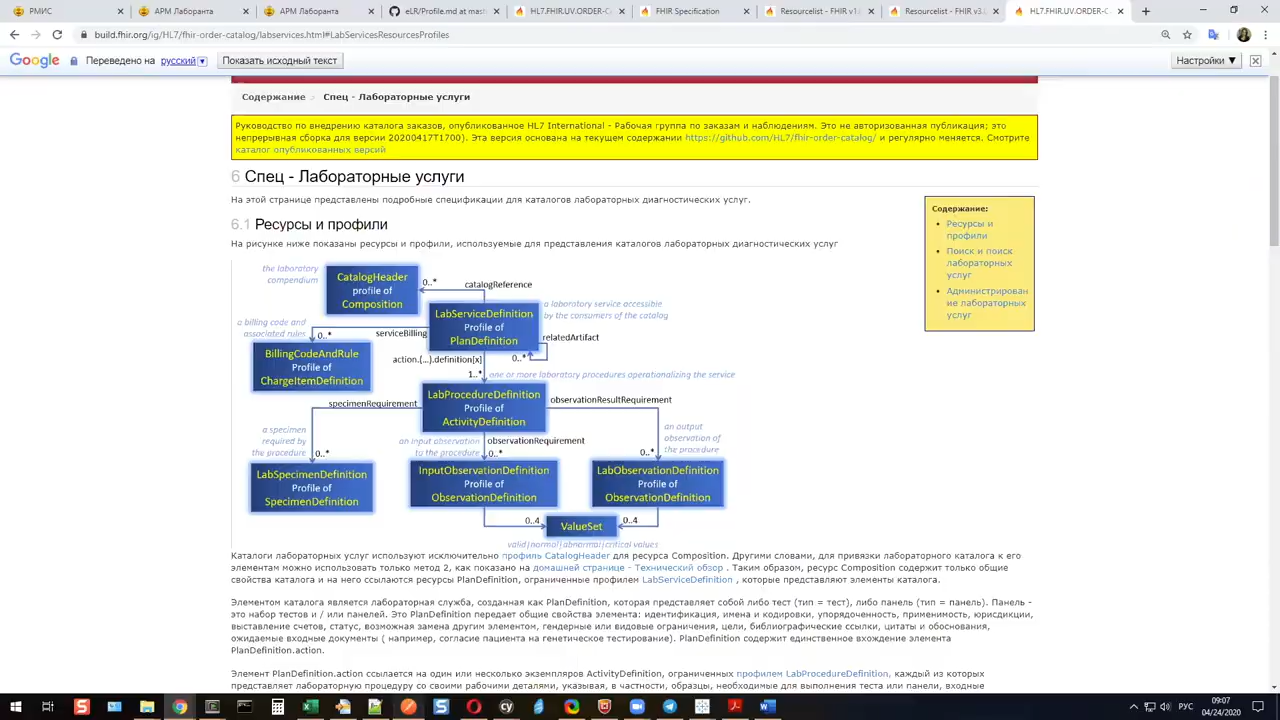 РМИС
АРМ Лаборанта
АРМ Лаборанта
eLR/Profile.md at mast
HL7.FHIR.UV.ORDER-C
FHIR Specification
Resourcelist - FHIR v1.
Resourcelist - FHIR v3.
HL7.FHIR.UV.ORDER-C
build.fhir.org/ig/HL7/fhir-order-catalog/labservices.html#LabServicesResourcesProfiles
Google Переведено на русский Показать исходный текст Настройки
Содержание Спец - Лабораторные услуги
Руководство по внедрению каталога заказов, опубликованное HL7 International - Рабочая группа по заказам и наблюдениям. Это не авторизованная публикация; это
непрерывная сборка для версии 20200417T1700). Эта версия основана на текущем содержании https://github.com/HL7/fhir-order-catalog/ и регулярно меняется. Смотрите
каталог опубликованных версий
6 Спец - Лабораторные услуги
На этой странице представлены подробные спецификации для каталогов лабораторных диагностических услуг.
Содержание:
Ресурсы и
профили
Поиск и поиск
лабораторных
услуг
Администрирован
ие лабораторных
услуг
6.1 Ресурсы и профили
На рисунке ниже показаны ресурсы и профили, используемые для представления каталогов лабораторных диагностических услуг
the laboratory
compendium
CatalogHeader
profile of
Composition
0..*
catalogReference
LabServiceDefinition
Profile of
PlanDefinition
a laboratory service accessible
by the consumers of the catalog
a billing code and
associated rules
0..*
serviceBilling
relatedArtifact
0..*
BillingCodeAndRule
Profile of
ChargeItemDefinition
action.(...).definition[x]
1..*
one or more laboratory procedures operationalizing the service
LabProcedureDefinition
Profile of
ActivityDefinition
specimenRequirement
observationResultRequirement
a specimen
required by
the procedure
0..*
an input observation
to the procedure
observationRequirement
0..*
an output
observation of
the procedure
0..*
LabSpecimenDefinition
Profile of
SpecimenDefinition
InputObservationDefinition
Profile of
ObservationDefinition
LabObservationDefinition
Profile of
ObservationDefinition
0..4
ValueSet
0..4
valid|normal|abnormal|critical values
Каталоги лабораторных услуг используют исключительно профиль CatalogHeader для ресурса Composition. Другими словами, для привязки лабораторного каталога к его
элементам можно использовать только метод 2, как показано на домашней странице - Технический обзор . Таким образом, ресурс Composition содержит только общие
свойства каталога и на него ссылаются ресурсы PlanDefinition, ограниченные профилем LabServiceDefinition , которые представляют элементы каталога.
Элементом каталога является лабораторная служба, созданная как PlanDefinition, которая представляет собой либо тест (тип = тест), либо панель (тип = панель). Панель -
это набор тестов и / или панелей. Это PlanDefinition передает общие свойства элемента: идентификация, имена и кодировки, упорядоченность, применимость, юрисдикции,
выставление счетов, статус, возможная замена другим элементом, гендерные или видовые ограничения, цели, библиографические ссылки, цитаты и обоснования,
ожидаемые входные документы ( например, согласие пациента на генетическое тестирование). PlanDefinition содержит единственное вхождение элемента
PlanDefinition.action.
Элемент PlanDefinition.action ссылается на один или несколько экземпляров ActivityDefinition, ограниченных профилем LabProcedureDefinition, каждый из которых
представляет лабораторную процедуру со своими рабочими деталями, указывая, в частности, образцы, необходимые для выполнения теста или панели, входные
РУС
09:07
04/24/2020